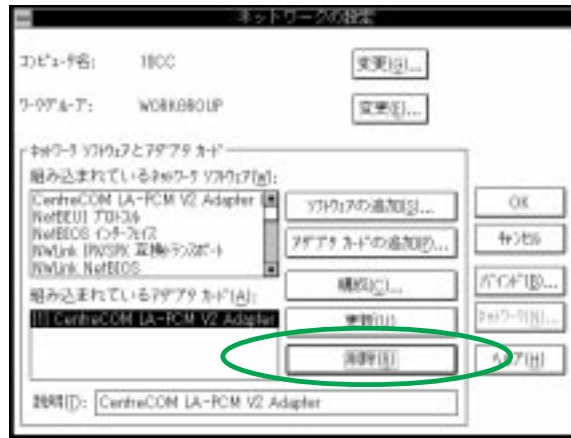 ネットワークの設定
コンピュータ名: 18CC 変更(G)...
ワークグループ: WORKGROUP 変更(E)...
ネットワーク ソフトウェアとアダプタ カード
組み込まれているネットワーク ソフトウェア(W):
CentreCOM LA-PCM V2 Adapter
NetBEUI プロトコル
NetBIOS インターフェイス
NWLink IPX/SPX 互換トランスポート
NWLink NetBIOS
ソフトウェアの追加(S)...
アダプタ カードの追加(P)...
構成(C)...
更新(U)
削除(R)
組み込まれているアダプタ カード(A):
[1] CentreCOM LA-PCM V2 Adapter
説明(D): CentreCOM LA-PCM V2 Adapter
OK
キャンセル
バインド(B)...
ネットワーク(N)...
ヘルプ(H)